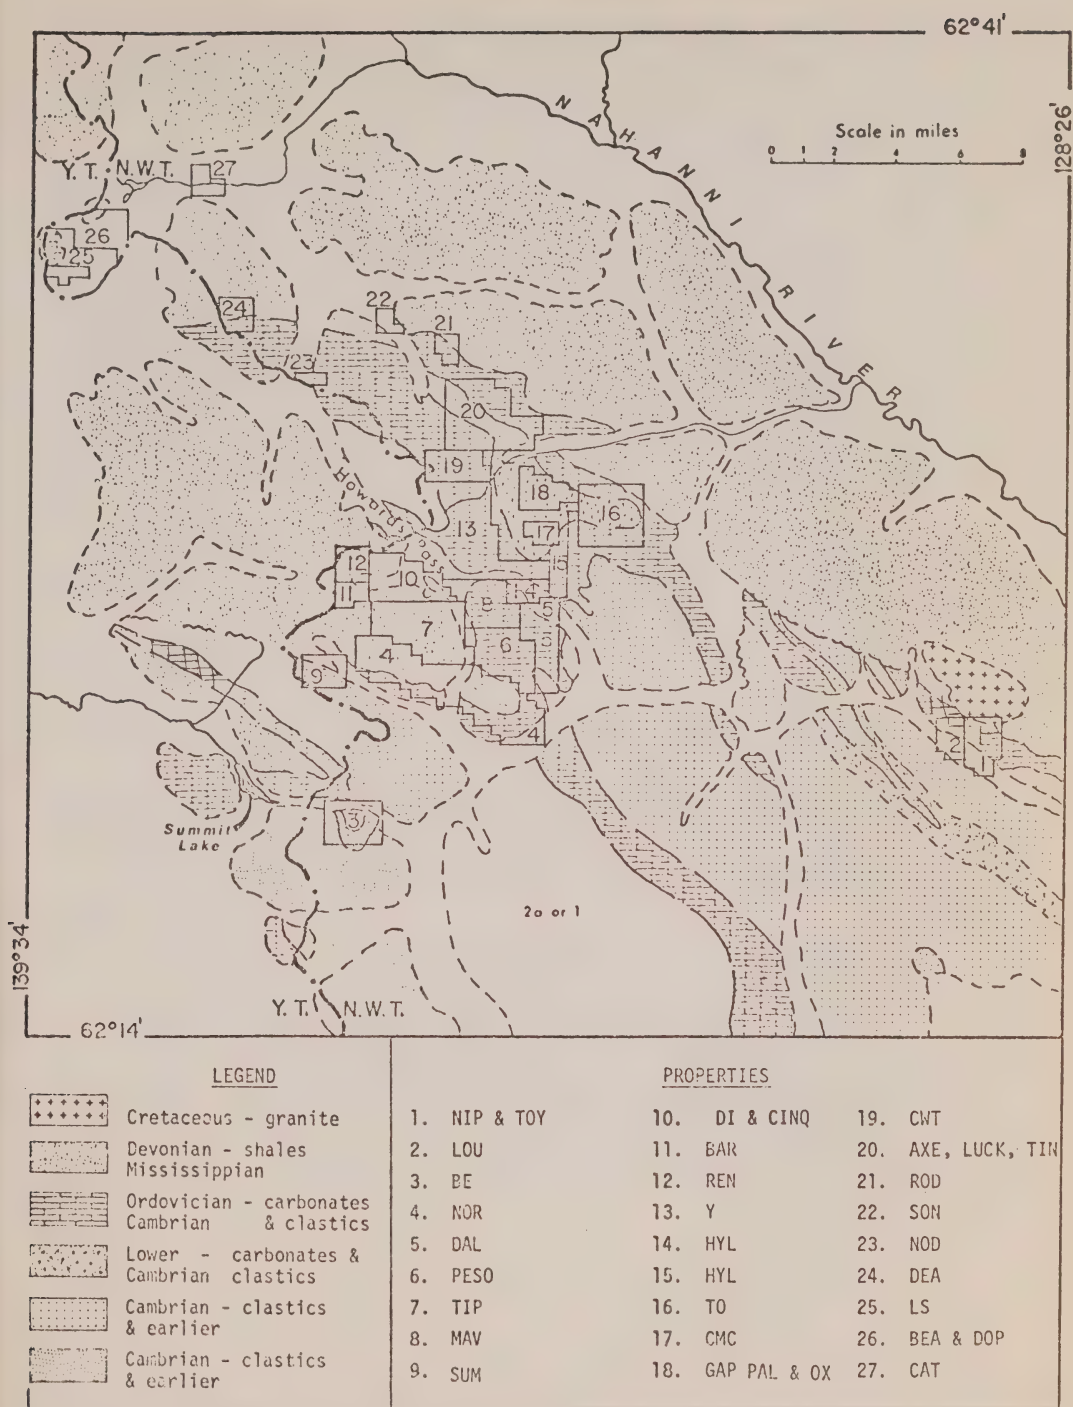 62°41'
NAHANNI RIVER
Scale in miles
0 1 2 4 6 8
128°26'
Y.T. N.W.T.
27
26
25
24
22
21
23
20
19
Howards Pass
18
16
13
17
15
12
10
11
8
14
5
7
6
5
4
9
4
2
1
Summit
Lake
3
2a or 1
139°34'
Y.T. N.W.T.
62°14'
LEGEND
Cretaceous - granite
Devonian - shales
Mississippian
Ordovician - carbonates
Cambrian & clastics
Lower - carbonates &
Cambrian clastics
Cambrian - clastics
& earlier
Cambrian - clastics
& earlier
PROPERTIES
1. NIP & TOY
2. LOU
3. BE
4. NOR
5. DAL
6. PESO
7. TIP
8. MAV
9. SUM
10. DI & CINQ
11. BAR
12. REN
13. Y
14. HYL
15. HYL
16. TO
17. CMC
18. GAP PAL & OX
19. CWT
20. AXE, LUCK, TIN
21. ROD
22. SON
23. NOD
24. DEA
25. LS
26. BEA & DOP
27. CAT